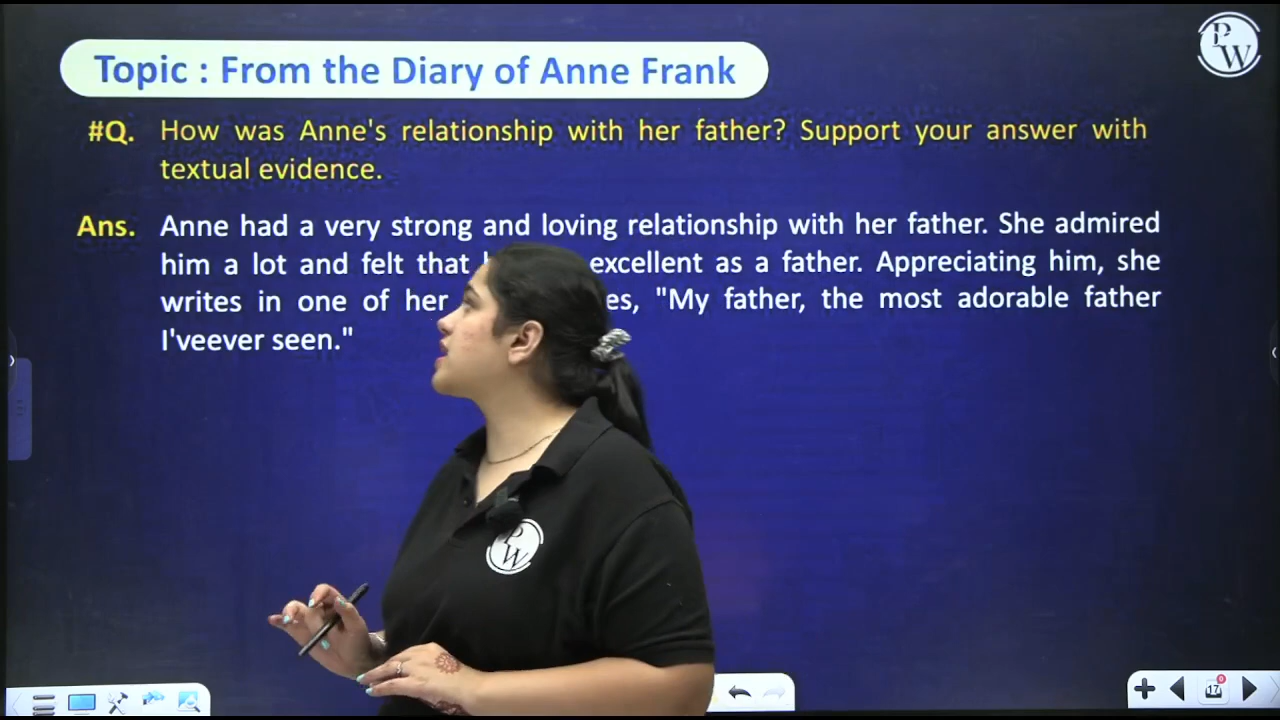 Topic : From the Diary of Anne Frank
PW
#Q. How was Anne's relationship with her father? Support your answer with
textual evidence.
Ans. Anne had a very strong and loving relationship with her father. She admired
him a lot and felt that excellent as a father. Appreciating him, she
writes in one of her "My father, the most adorable father
I'veever seen."
PW
17